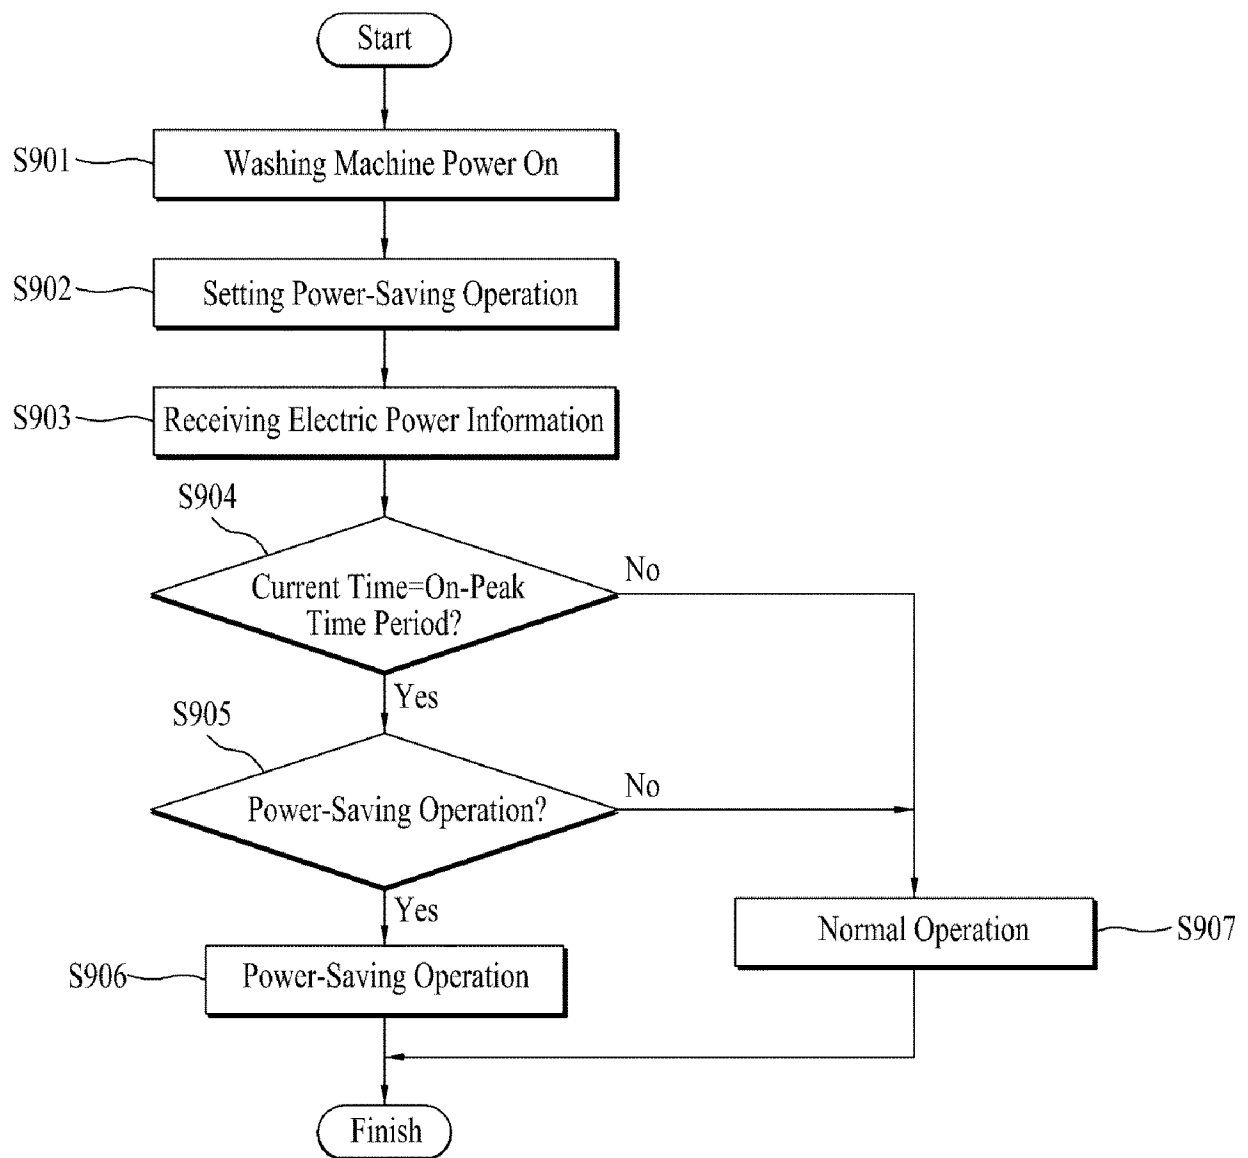 Start
S901
Washing Machine Power On
S902
Setting Power-Saving Operation
S903
Receiving Electric Power Information
S904
Current Time=On-Peak
Time Period?
No
Yes
S905
Power-Saving Operation?
No
Yes
S906
Power-Saving Operation
Normal Operation
S907
Finish